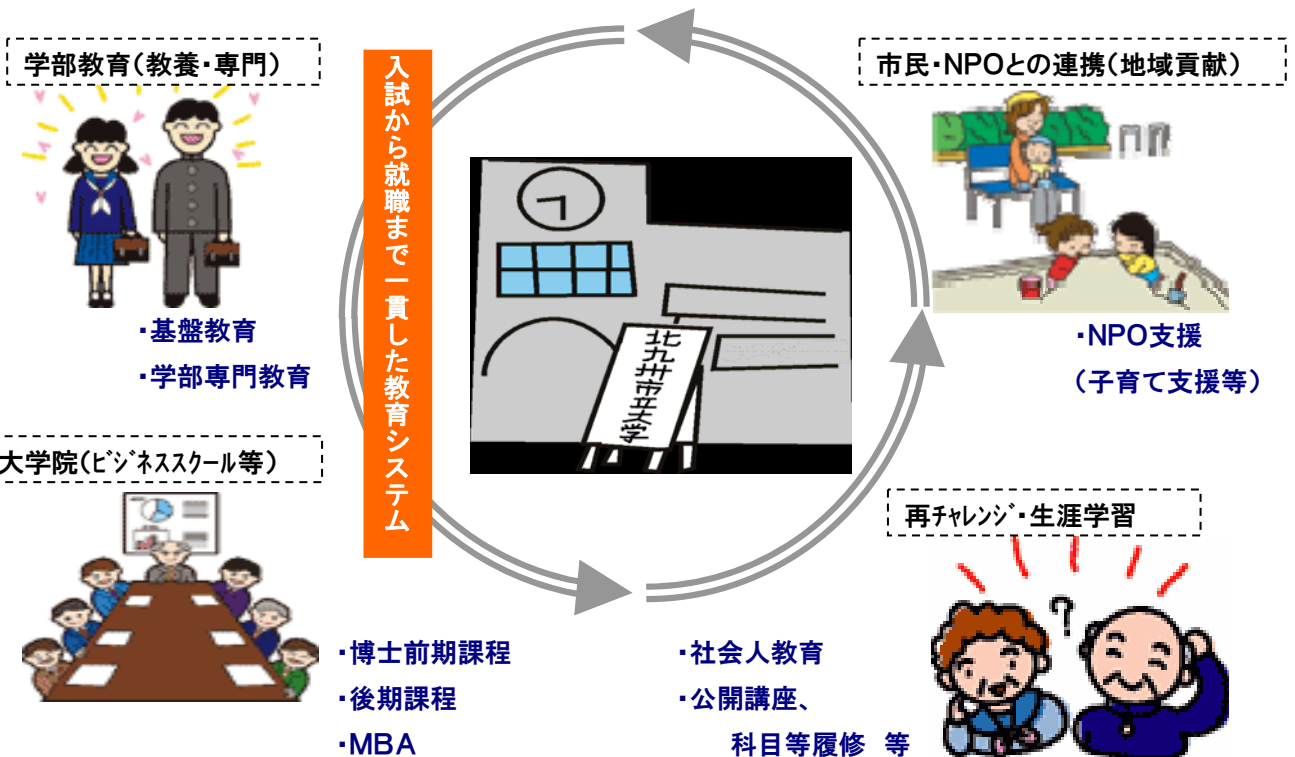 学部教育(教養・専門)
市民・NPOとの連携(地域貢献)
入試から就職まで一貫した教育システム
北九州市立大学
・基盤教育
・学部専門教育
・NPO支援
(子育て支援等)
大学院(ﾋﾞｼﾞﾈｽｽｸｰﾙ等)
再ﾁｬﾚﾝｼﾞ・生涯学習
?
・博士前期課程
・後期課程
・MBA
・社会人教育
・公開講座、
科目等履修 等